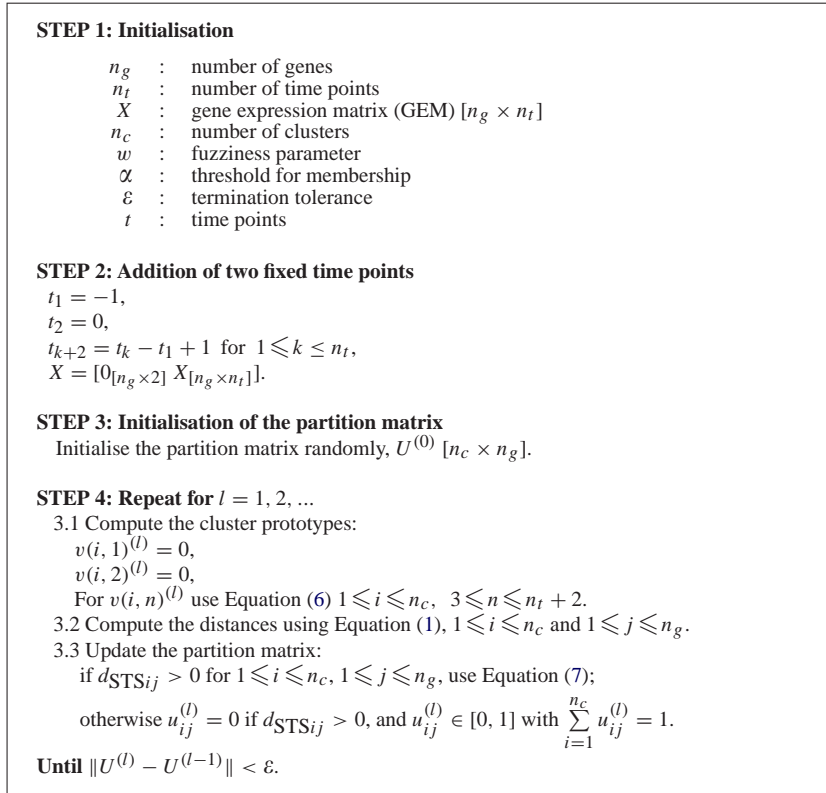 STEP 1: Initialisation
n_g : number of genes
n_t : number of time points
X : gene expression matrix (GEM) [n_g × n_t]
n_c : number of clusters
w : fuzziness parameter
α : threshold for membership
ε : termination tolerance
t : time points
STEP 2: Addition of two fixed time points
t_1 = −1,
t_2 = 0,
t_{k+2} = t_k − t_1 + 1 for 1 ⩽ k ≤ n_t,
X = [0_{[n_g×2]} X_{[n_g×n_t]}].
STEP 3: Initialisation of the partition matrix
Initialise the partition matrix randomly, U^{(0)} [n_c × n_g].
STEP 4: Repeat for l = 1, 2, ...
3.1 Compute the cluster prototypes:
v(i, 1)^{(l)} = 0,
v(i, 2)^{(l)} = 0,
For v(i, n)^{(l)} use Equation (6) 1 ⩽ i ⩽ n_c, 3 ⩽ n ⩽ n_t + 2.
3.2 Compute the distances using Equation (1), 1 ⩽ i ⩽ n_c and 1 ⩽ j ⩽ n_g.
3.3 Update the partition matrix:
if d_{STS ij} > 0 for 1 ⩽ i ⩽ n_c, 1 ⩽ j ⩽ n_g, use Equation (7);
otherwise u_{ij}^{(l)} = 0 if d_{STS ij} > 0, and u_{ij}^{(l)} ∈ [0, 1] with ∑_{i=1}^{n_c} u_{ij}^{(l)} = 1.
Until ‖U^{(l)} − U^{(l−1)}‖ < ε.